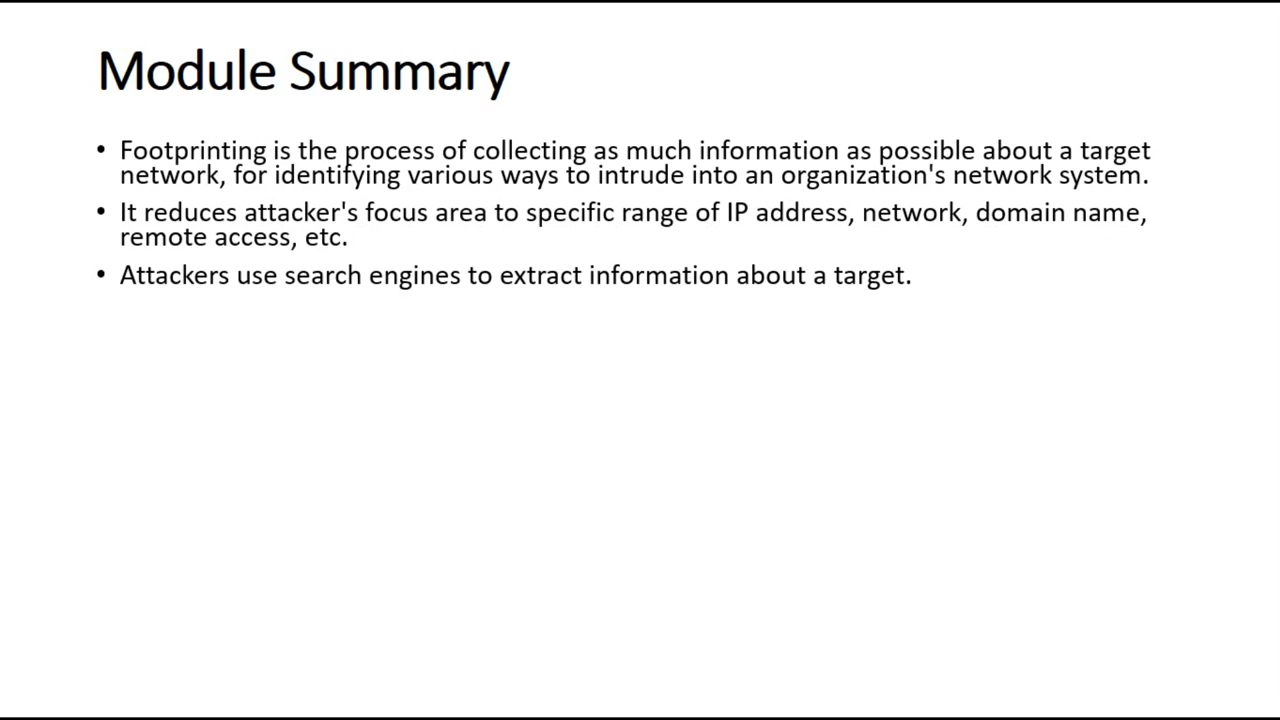 Module Summary
• Footprinting is the process of collecting as much information as possible about a target
network, for identifying various ways to intrude into an organization's network system.
• It reduces attacker's focus area to specific range of IP address, network, domain name,
remote access, etc.
• Attackers use search engines to extract information about a target.